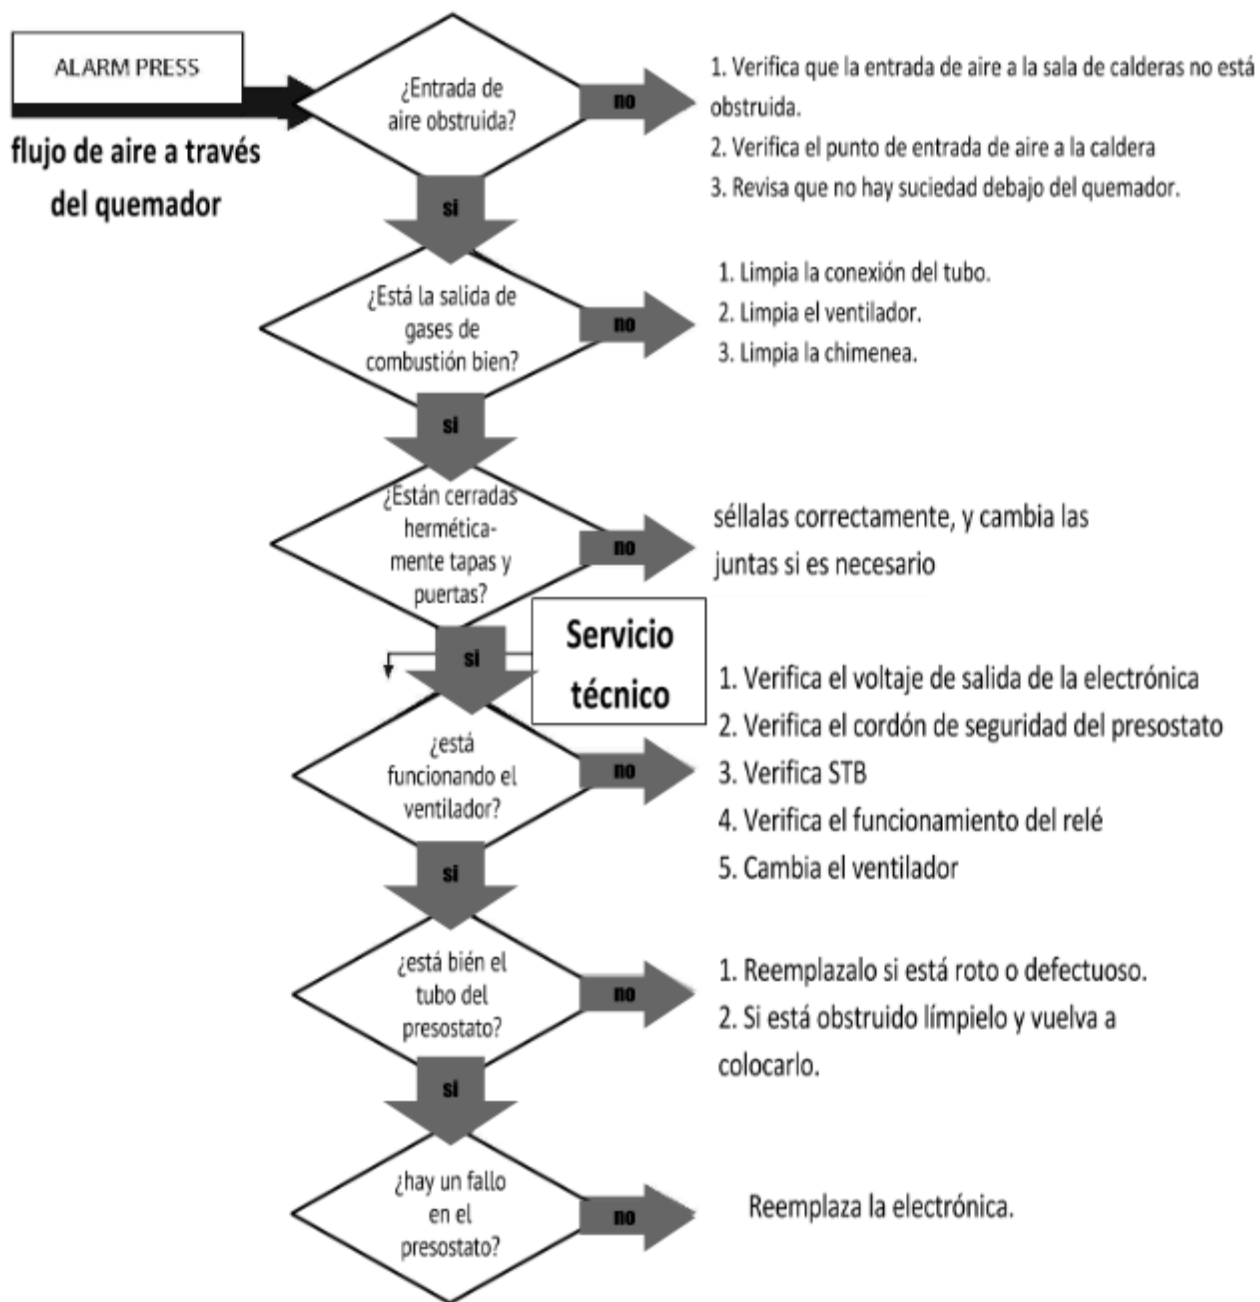 ALARM PRESS
flujo de aire a través
del quemador
¿Entrada de
aire obstruida?
no
1. Verifica que la entrada de aire a la sala de calderas no está
obstruida.
2. Verifica el punto de entrada de aire a la caldera
3. Revisa que no hay suciedad debajo del quemador.
si
¿Está la salida de
gases de
combustión bien?
no
1. Limpia la conexión del tubo.
2. Limpia el ventilador.
3. Limpia la chimenea.
si
¿Están cerradas
hermética-
mente tapas y
puertas?
no
séllalas correctamente, y cambia las
juntas si es necesario
si
Servicio
técnico
¿está
funcionando el
ventilador?
no
1. Verifica el voltaje de salida de la electrónica
2. Verifica el cordón de seguridad del presostato
3. Verifica STB
4. Verifica el funcionamiento del relé
5. Cambia el ventilador
si
¿está bién el
tubo del
presostato?
no
1. Reemplazalo si está roto o defectuoso.
2. Si está obstruido límpielo y vuelva a
colocarlo.
si
¿hay un fallo
en el
presostato?
no
Reemplaza la electrónica.